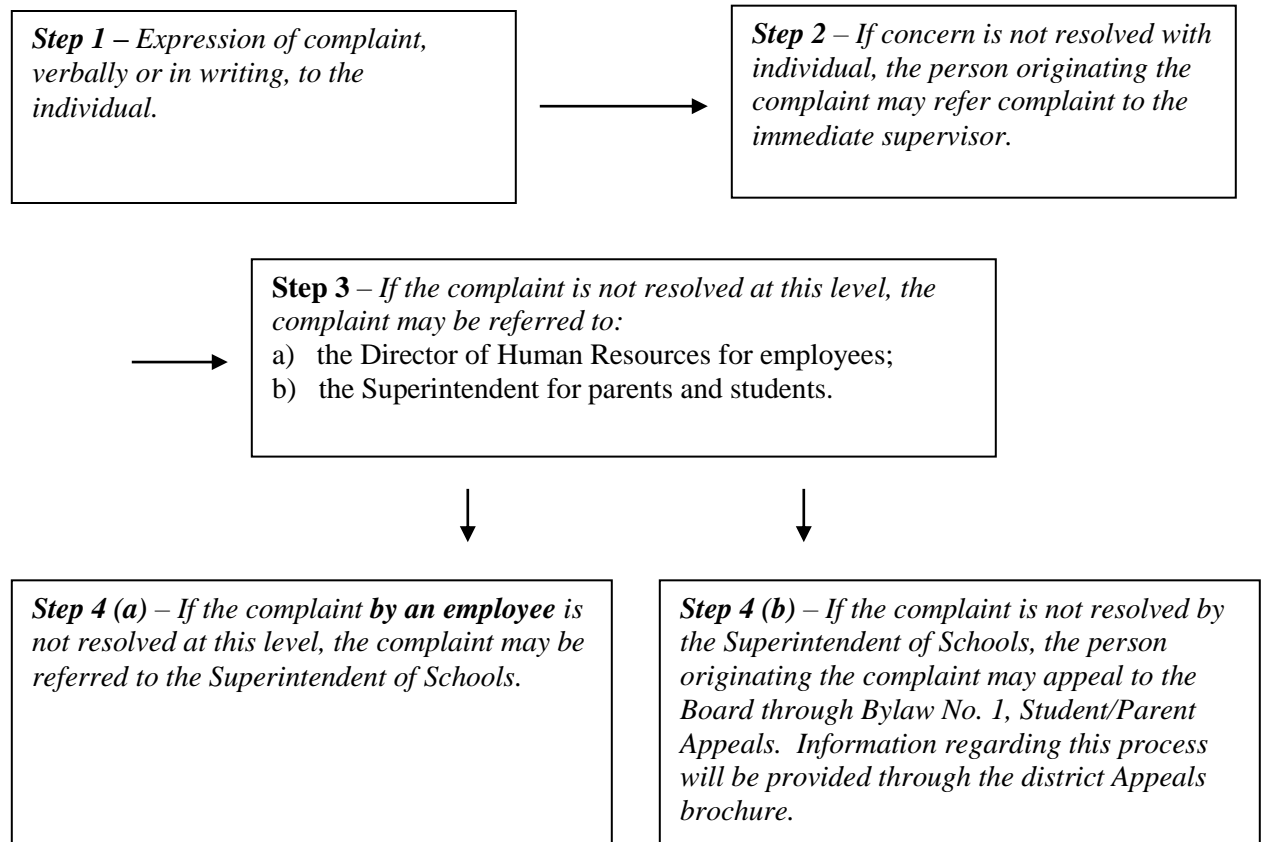 Step 1 – Expression of complaint,
verbally or in writing, to the
individual.
Step 2 – If concern is not resolved with
individual, the person originating the
complaint may refer complaint to the
immediate supervisor.
Step 3 – If the complaint is not resolved at this level, the
complaint may be referred to:
a) the Director of Human Resources for employees;
b) the Superintendent for parents and students.
Step 4 (a) – If the complaint by an employee is
not resolved at this level, the complaint may be
referred to the Superintendent of Schools.
Step 4 (b) – If the complaint is not resolved by
the Superintendent of Schools, the person
originating the complaint may appeal to the
Board through Bylaw No. 1, Student/Parent
Appeals.  Information regarding this process
will be provided through the district Appeals
brochure.